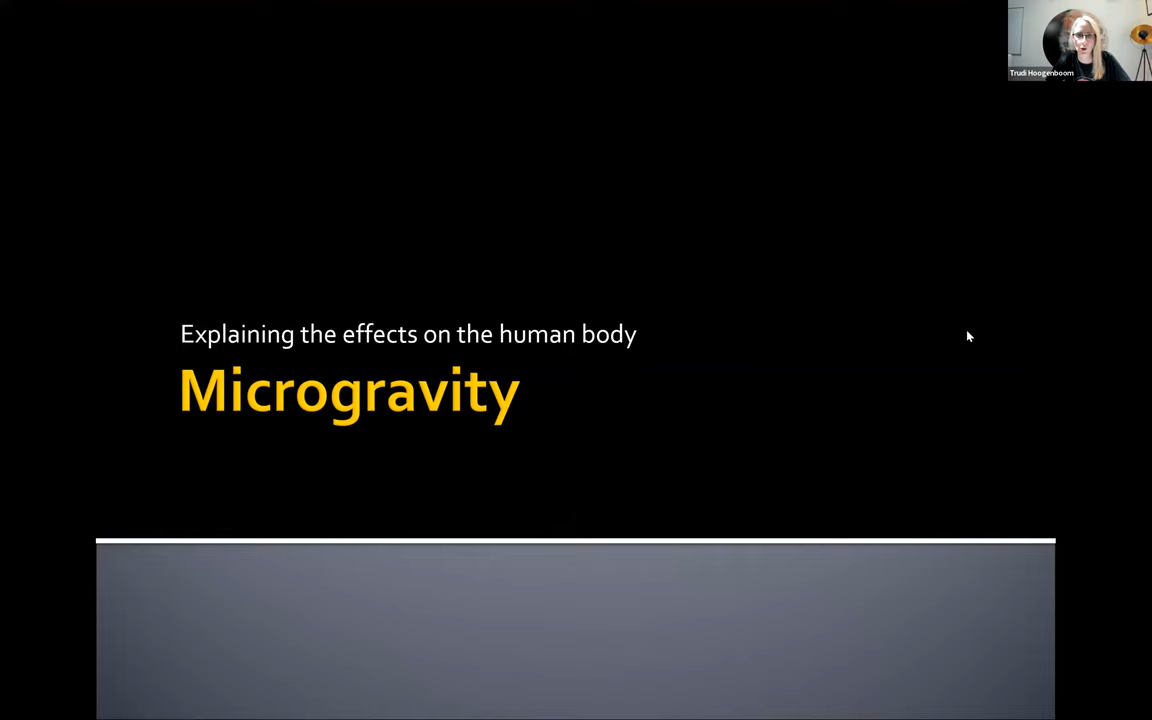 Trudi Hoogenboom
Explaining the effects on the human body
Microgravity